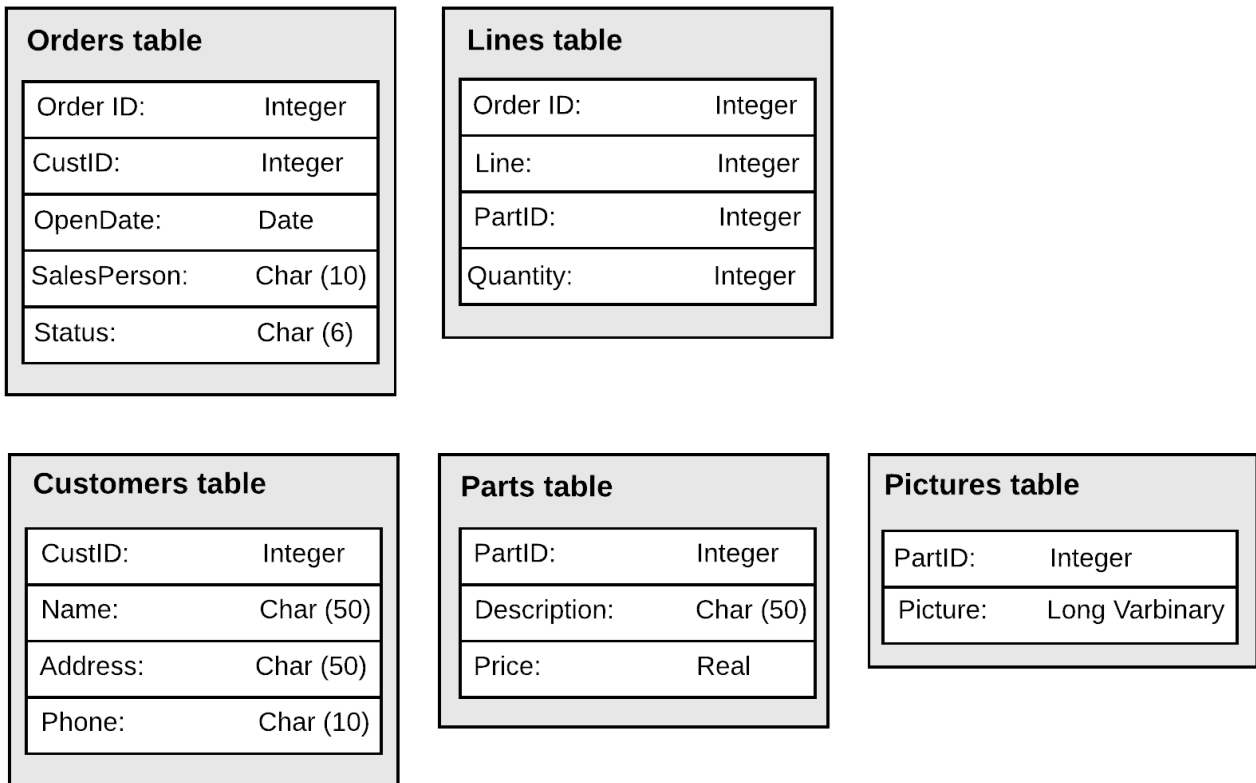 Orders table
Order ID: Integer
CustID: Integer
OpenDate: Date
SalesPerson: Char (10)
Status: Char (6)
Lines table
Order ID: Integer
Line: Integer
PartID: Integer
Quantity: Integer
Customers table
CustID: Integer
Name: Char (50)
Address: Char (50)
Phone: Char (10)
Parts table
PartID: Integer
Description: Char (50)
Price: Real
Pictures table
PartID: Integer
Picture: Long Varbinary